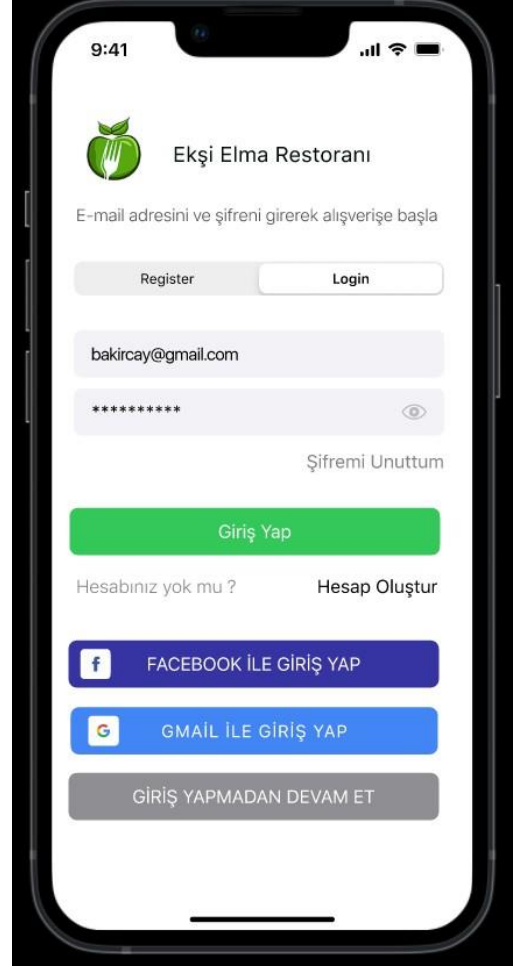 9:41
Ekşi Elma Restoranı
E-mail adresini ve şifreni girerek alışverişe başla
Register Login
bakircay@gmail.com
**********
Şifremi Unuttum
Giriş Yap
Hesabınız yok mu ? Hesap Oluştur
f FACEBOOK İLE GİRİŞ YAP
G GMAİL İLE GİRİŞ YAP
GİRİŞ YAPMADAN DEVAM ET